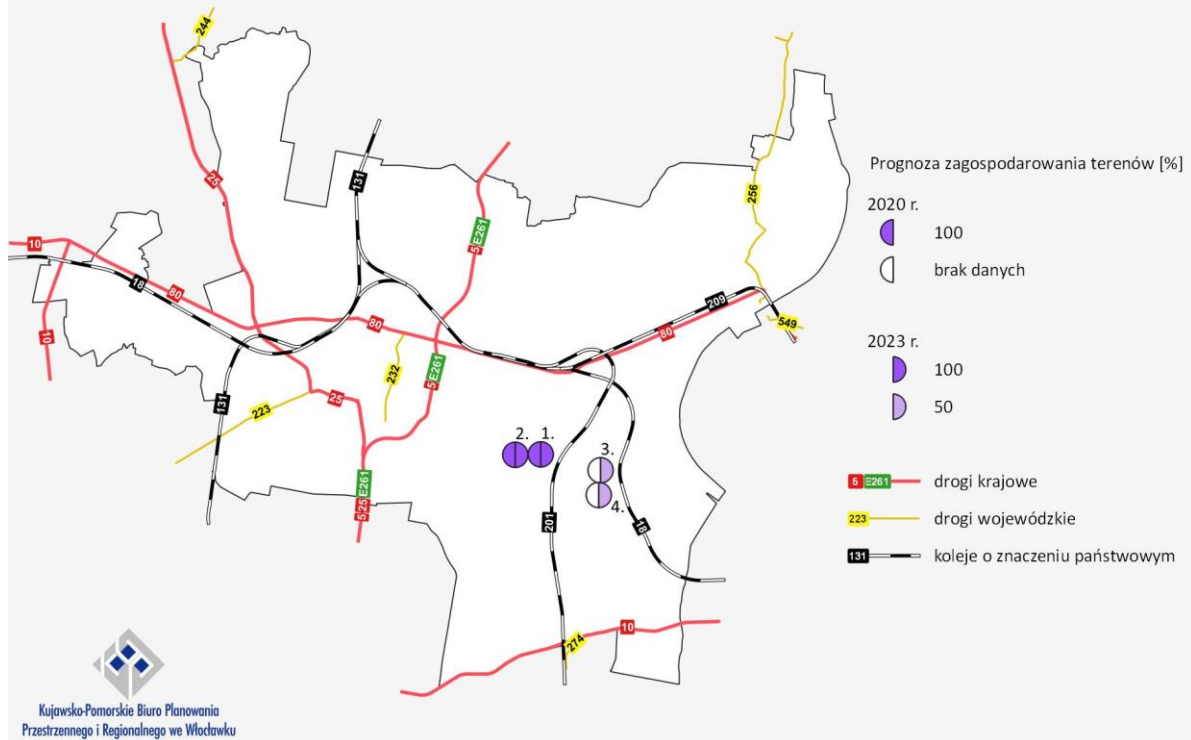 244
25
131
E261
5
256
10
18
80
80
209
80
549
10
232
5 E261
223
25
131
2. 1.
3.
4.
5 25 E261
201
18
10
274
Prognoza zagospodarowania terenów [%]
2020 r.
100
brak danych
2023 r.
100
50
5 E261 drogi krajowe
223 drogi wojewódzkie
131 koleje o znaczeniu państwowym
Kujawsko-Pomorskie Biuro Planowania
Przestrzennego i Regionalnego we Włocławku